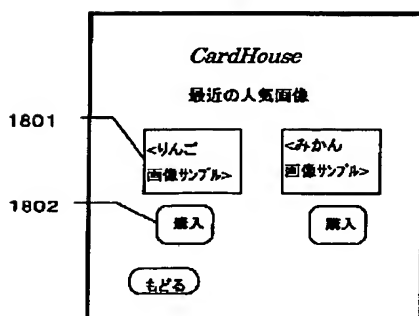 CardHouse
最近の人気画像
1801
<りんご
画像サンプル>
<みかん
画像サンプル>
1802
購入
購入
もどる